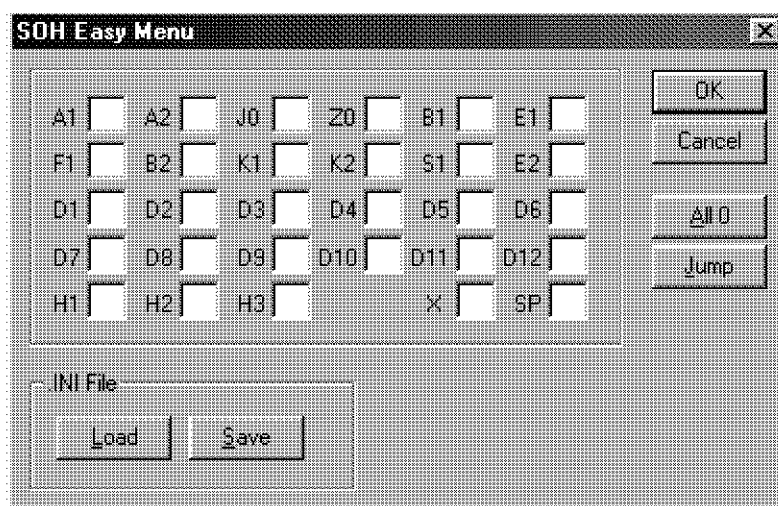 SOH Easy Menu
A1 A2 J0 Z0 B1 E1
F1 B2 K1 K2 S1 E2
D1 D2 D3 D4 D5 D6
D7 D8 D9 D10 D11 D12
H1 H2 H3 X SP
OK
Cancel
All 0
Jump
.INI File
Load Save